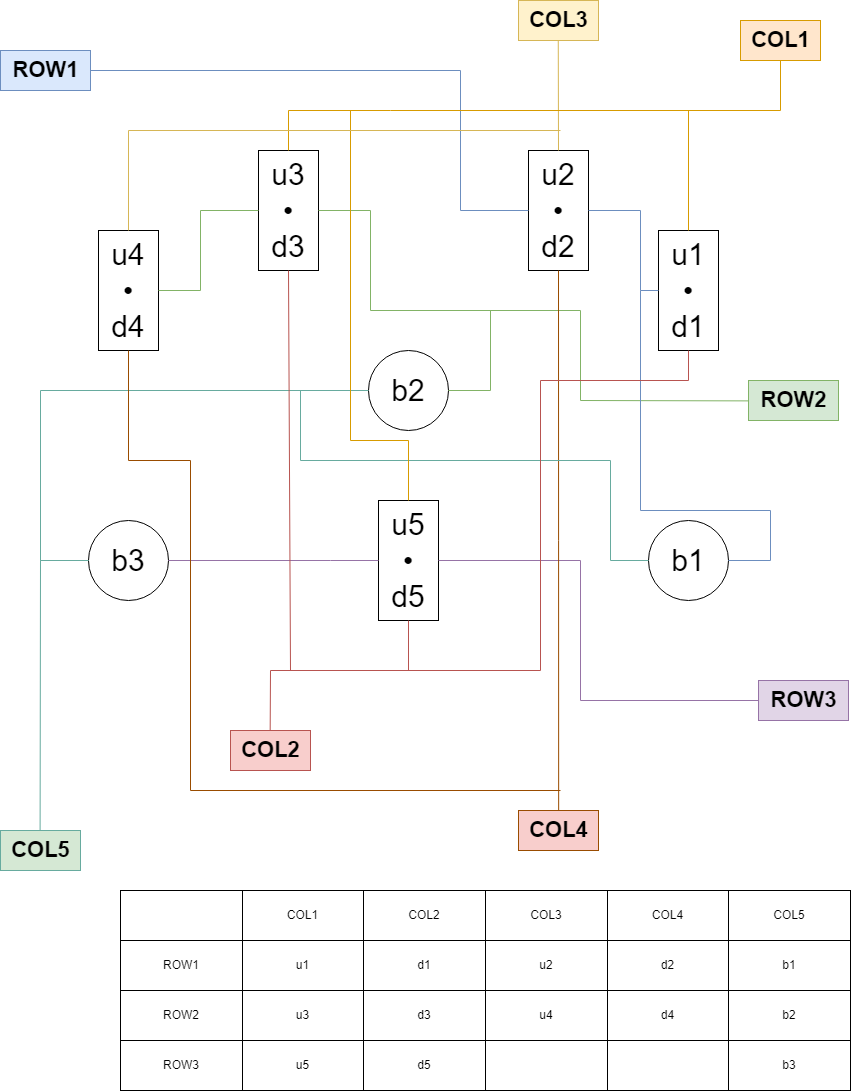 COL3
COL1
ROW1
u3
d3
u2
d2
u4
d4
u1
d1
b2
ROW2
u5
d5
b3
b1
ROW3
COL2
COL4
COL5
COL1 COL2 COL3 COL4 COL5
ROW1 u1 d1 u2 d2 b1
ROW2 u3 d3 u4 d4 b2
ROW3 u5 d5 b3